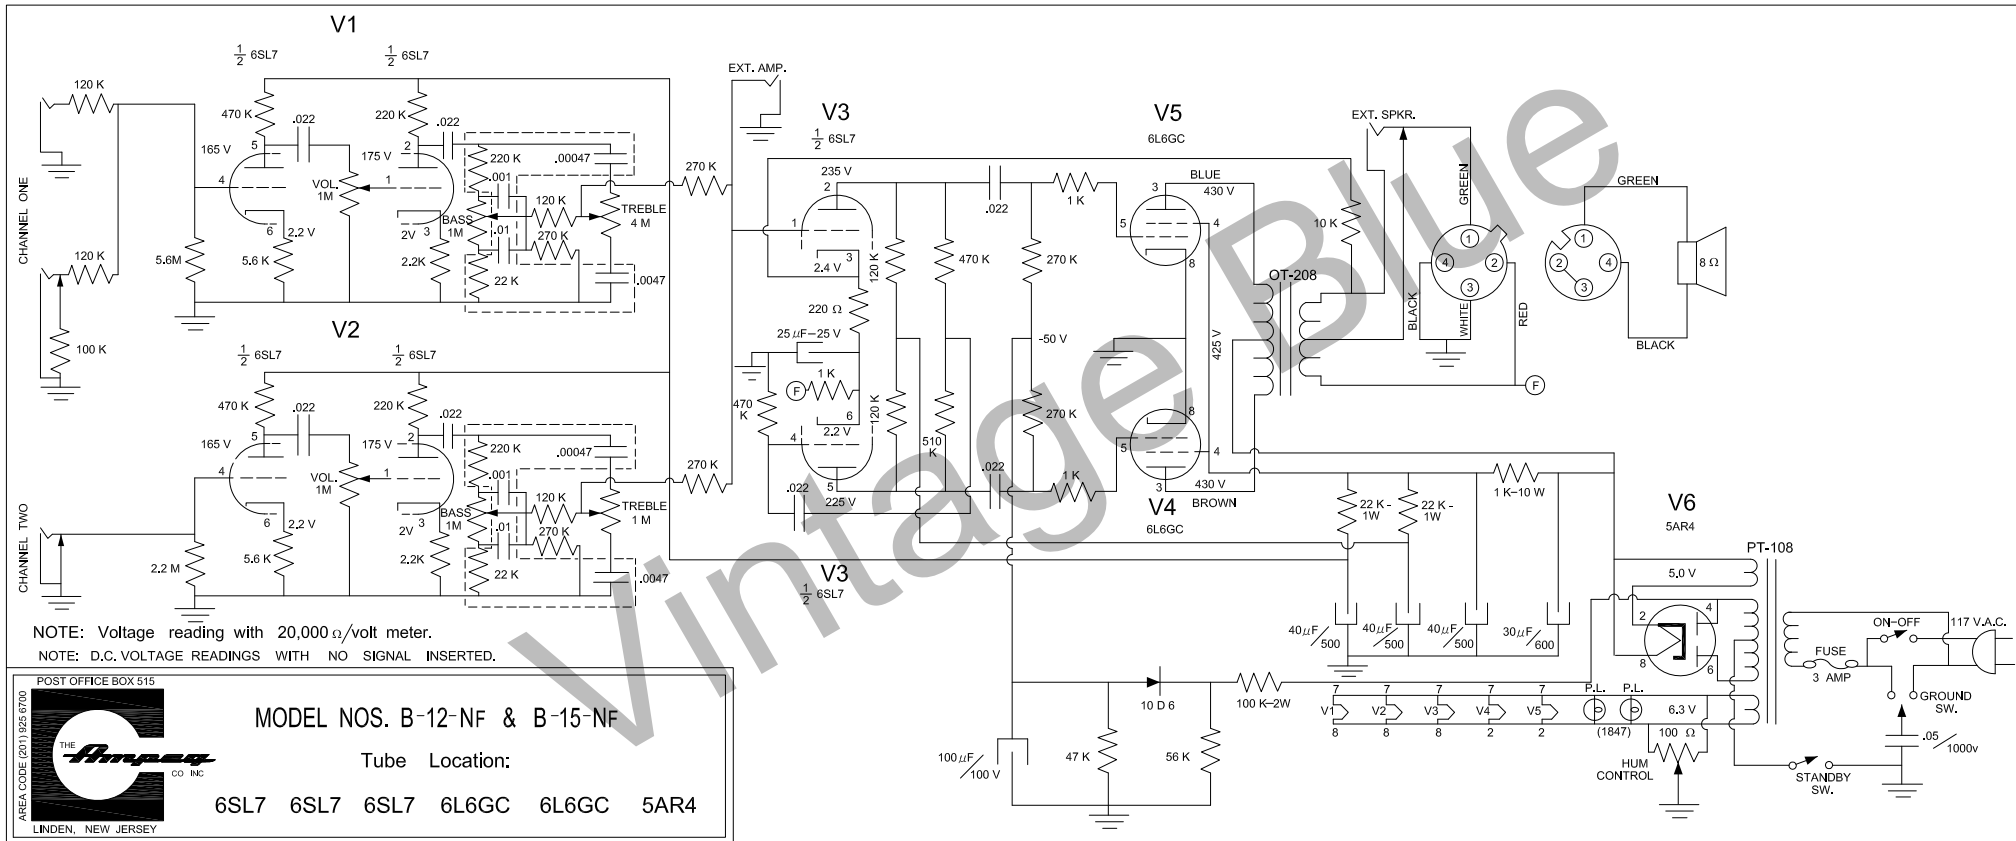 V1
1/2 6SL7
1/2 6SL7
120 K
470 K
.022
220 K
.022
165 V
5
175 V
2
4
VOL. 1M
1
220 K
.00047
.001
BASS 1M
120 K
TREBLE 4 M
.01
270 K
6
2.2 V
2V
3
CHANNEL ONE
120 K
5.6M
5.6 K
2.2K
22 K
.0047
100 K
270 K
EXT. AMP.
V2
1/2 6SL7
1/2 6SL7
470 K
.022
220 K
.022
165 V
5
175 V
2
4
VOL. 1M
1
220 K
.00047
.001
BASS 1M
120 K
TREBLE 1 M
.01
270 K
6
2.2 V
2V
3
CHANNEL TWO
2.2 M
5.6 K
2.2K
22 K
.0047
270 K
V3
1/2 6SL7
235 V
2
1
3
2.4 V
120 K
470 K
.022
270 K
1 K
220 Ω
25 µF–25 V
-50 V
1 K
F
470 K
6
2.2 V
120 K
4
510 K
270 K
5
225 V
.022
.022
1 K
V3
1/2 6SL7
V5
6L6GC
3
BLUE
430 V
5
4
8
425 V
8
5
4
3
430 V
BROWN
V4
6L6GC
OT-208
10 K
EXT. SPKR.
GREEN
1
4
2
3
BLACK
WHITE
RED
F
GREEN
1
2
4
3
8 Ω
BLACK
22 K - 1W
22 K - 1W
1 K–10 W
V6
5AR4
PT-108
5.0 V
2
4
8
6
40µF/500
40µF/500
40µF/500
30µF/600
ON–OFF
117 V.A.C.
FUSE
3 AMP
GROUND SW.
.05/1000v
STANDBY SW.
10 D 6
100 K–2W
47 K
56 K
100µF/100 V
7
7
7
7
7
P.L.
P.L.
V1
V2
V3
V4
V5
6.3 V
8
8
8
2
2
(1847)
100 Ω
HUM CONTROL
NOTE: Voltage reading with 20,000 Ω/volt meter.
NOTE: D.C. VOLTAGE READINGS WITH NO SIGNAL INSERTED.
POST OFFICE BOX 515
AREA CODE (201) 925 6700
THE Ampeg CO INC
LINDEN, NEW JERSEY
MODEL NOS. B-12-NF & B-15-NF
Tube Location:
6SL7 6SL7 6SL7 6L6GC 6L6GC 5AR4
Vintage Blue